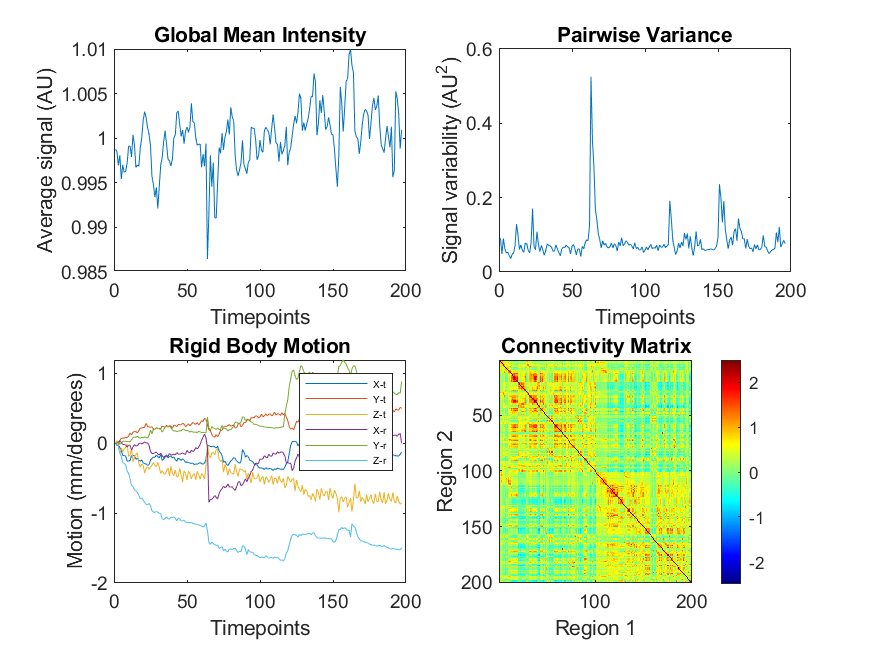 Global Mean Intensity
Average signal (AU)
1.01
1.005
1
0.995
0.99
0.985
0 50 100 150 200
Timepoints
Pairwise Variance
Signal variability (AU²)
0.6
0.4
0.2
0
0 50 100 150 200
Timepoints
Rigid Body Motion
Motion (mm/degrees)
1
0
-1
-2
X-t
Y-t
Z-t
X-r
Y-r
Z-r
0 50 100 150 200
Timepoints
Connectivity Matrix
Region 2
50
100
150
200
100 200
Region 1
2
1
0
-1
-2